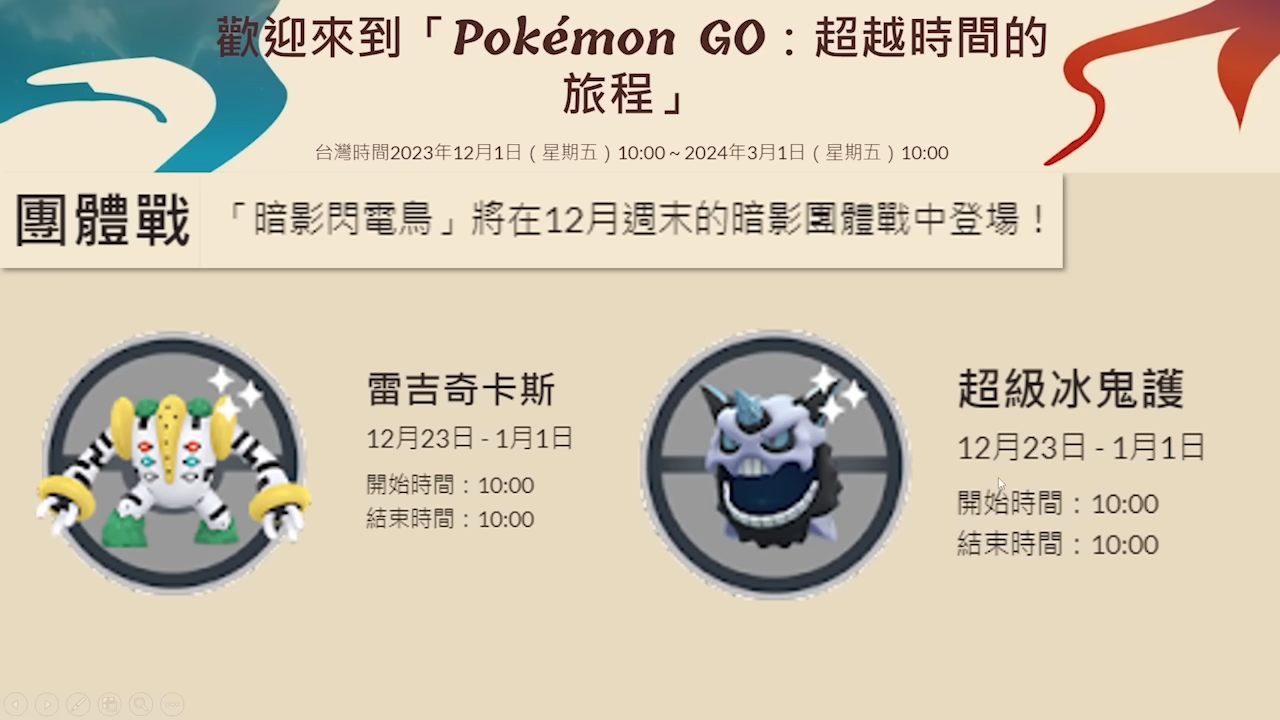 歡迎來到「Pokémon GO：超越時間的
旅程」
台灣時間2023年12月1日（星期五）10:00～2024年3月1日（星期五）10:00
團體戰
「暗影閃電鳥」將在12月週末的暗影團體戰中登場！
雷吉奇卡斯
12月23日 - 1月1日
開始時間：10:00
結束時間：10:00
超級冰鬼護
12月23日 - 1月1日
開始時間：10:00
結束時間：10:00